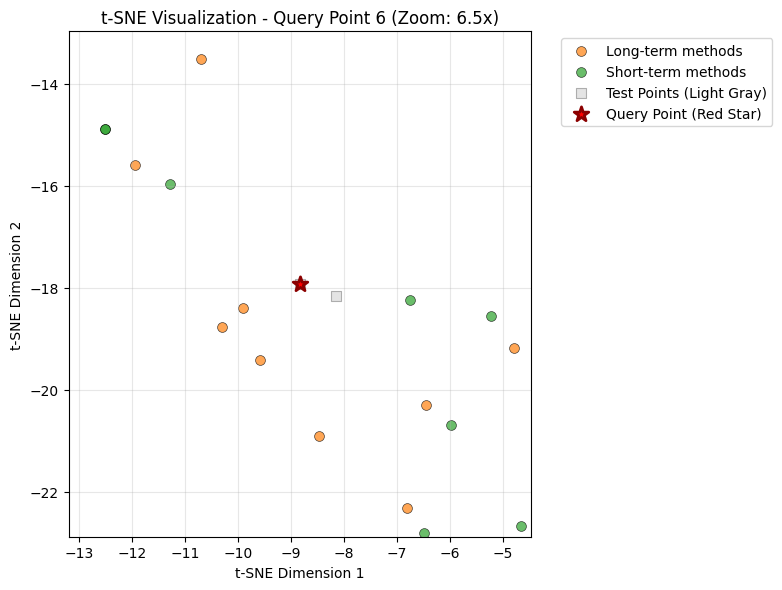 t-SNE Visualization - Query Point 6 (Zoom: 6.5x)
Long-term methods
Short-term methods
Test Points (Light Gray)
Query Point (Red Star)
t-SNE Dimension 2
−14
−16
−18
−20
−22
−13
−12
−11
−10
−9
−8
−7
−6
−5
t-SNE Dimension 1